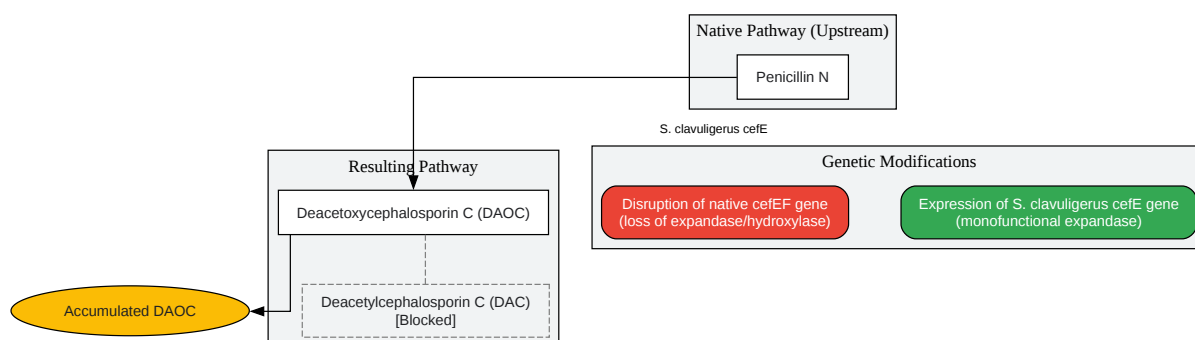 Native Pathway (Upstream)
Penicillin N
S. clavuligerus cefE
Resulting Pathway
Genetic Modifications
Deacetoxycephalosporin C (DAOC)
Disruption of native cefEF gene
(loss of expandase/hydroxylase)
Expression of S. clavuligerus cefE gene
(monofunctional expandase)
Deacetylcephalosporin C (DAC)
[Blocked]
Accumulated DAOC